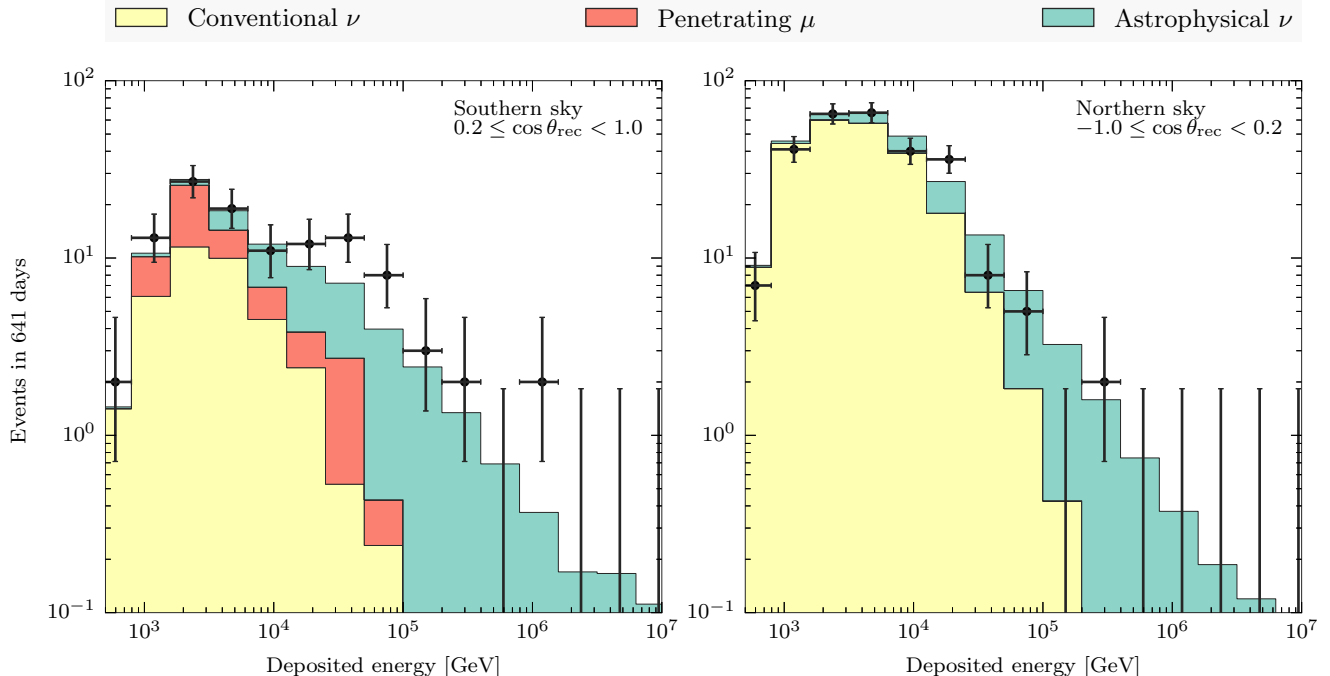 Conventional ν Penetrating μ Astrophysical ν
Southern sky
0.2 ≤ cos θrec < 1.0
Northern sky
−1.0 ≤ cos θrec < 0.2
Events in 641 days
10² 10¹ 10⁰ 10⁻¹
10³ 10⁴ 10⁵ 10⁶ 10⁷
Deposited energy [GeV]
10² 10¹ 10⁰ 10⁻¹
10³ 10⁴ 10⁵ 10⁶ 10⁷
Deposited energy [GeV]